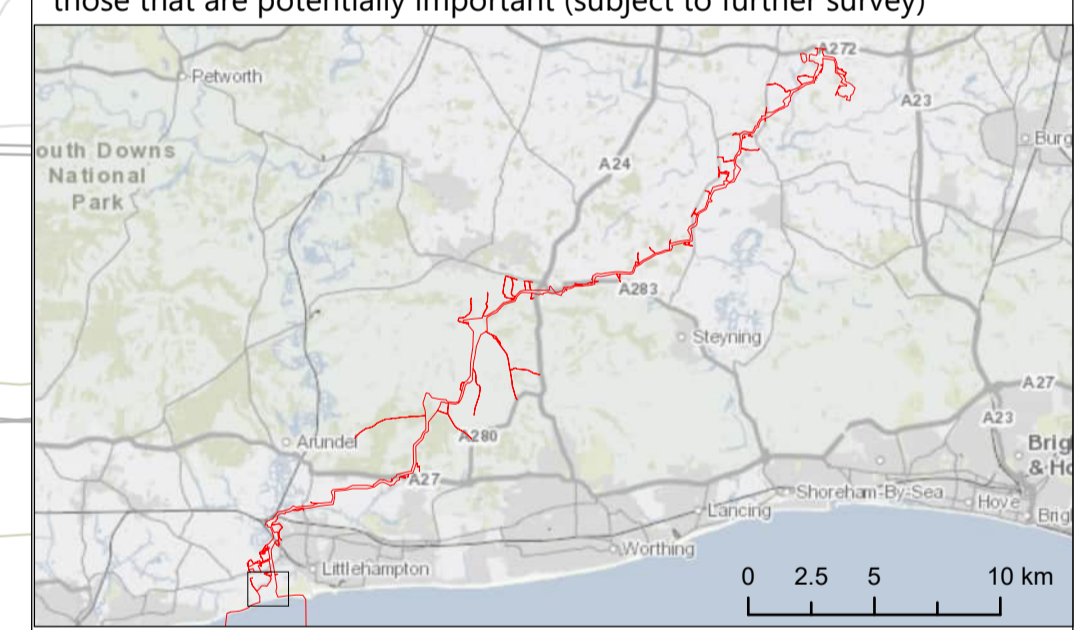 those that are potentially important (subject to further survey)
A272
Petworth
A23
Burg
outh Downs
National
Park
A24
A283
Steyning
A27
A23
Arundel
A280
Brig
& Ho
A27
Shoreham-By-Sea
Hove
Brig
Lancing
Worthing
Littlehampton
0 2.5 5 10 km